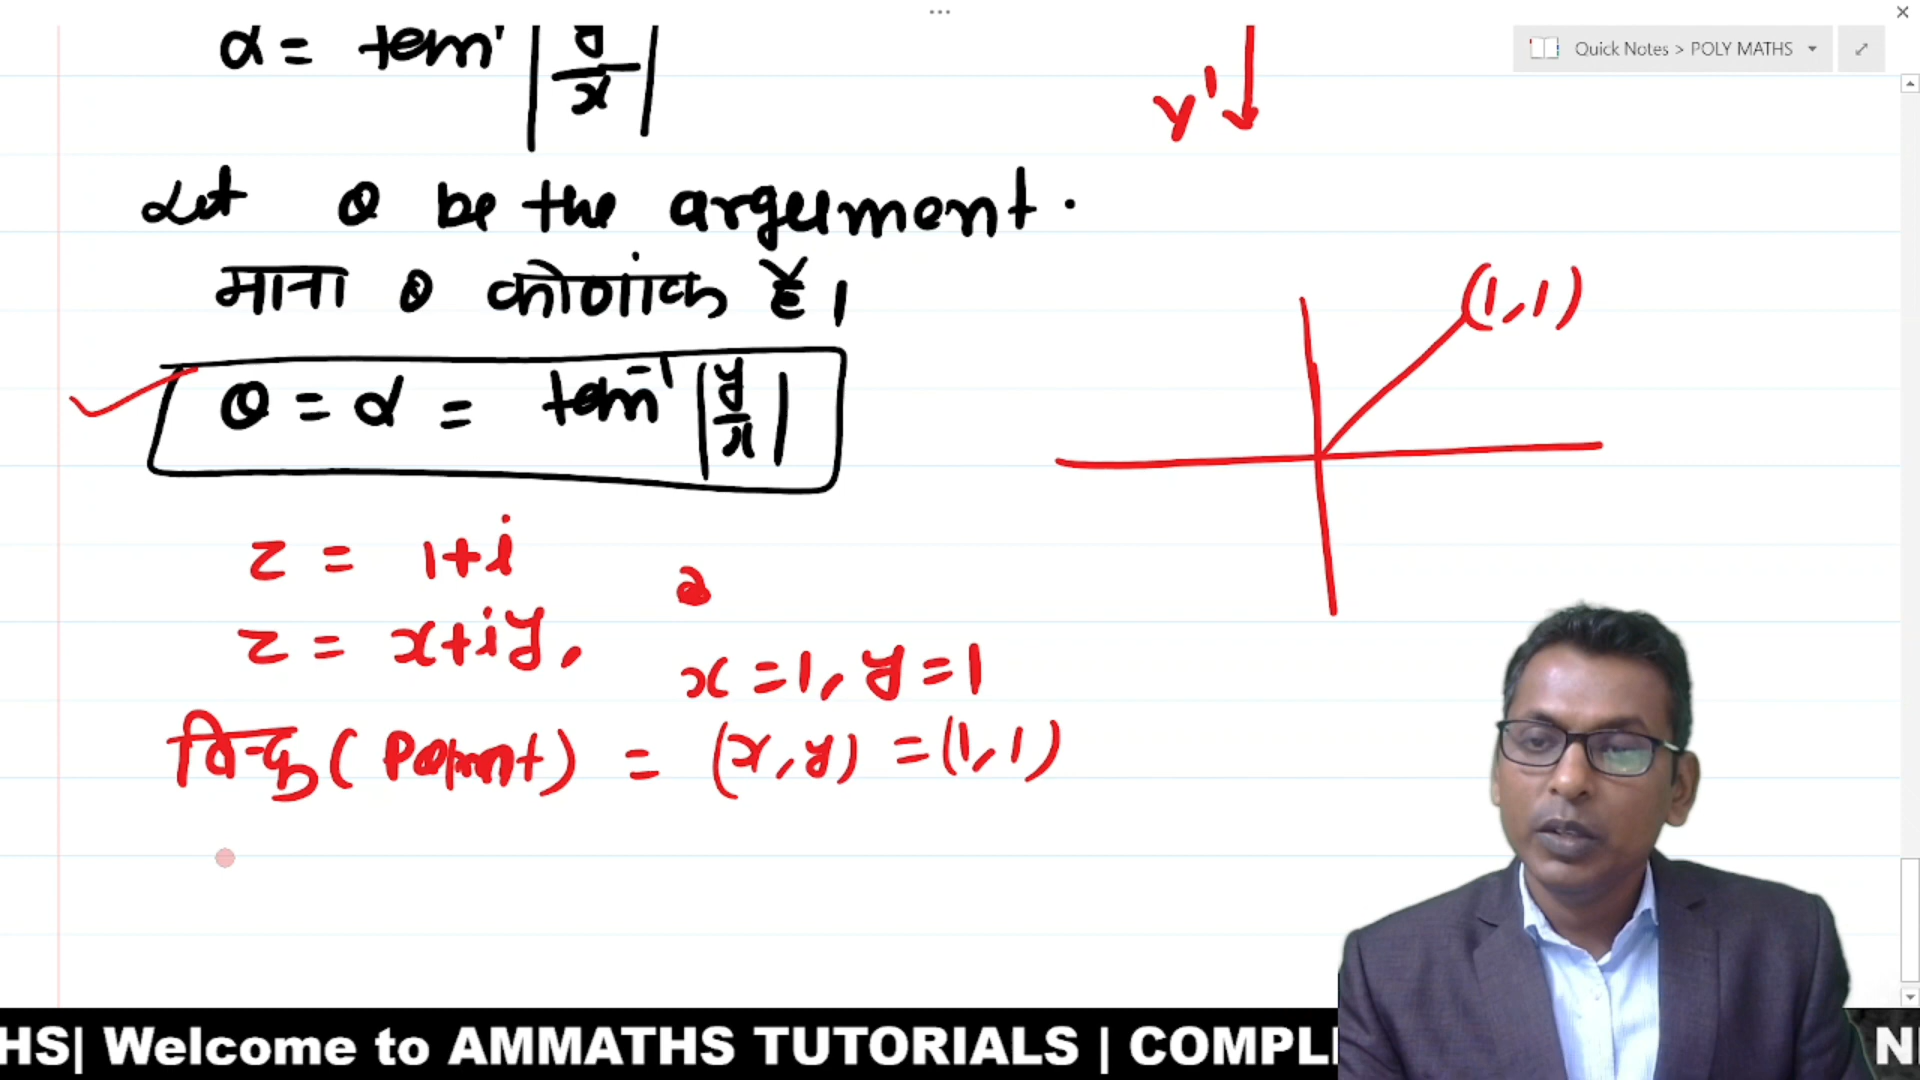 Quick Notes > POLY MATHS
α = tan⁻¹ |y/x|
y'
Let θ be the argument.
माना θ कोणांक है।
(1, 1)
θ = α = tan⁻¹ |y/x|
z = 1+i
z = x+iy,
x = 1, y = 1
बिन्दु (Point) = (x, y) = (1, 1)
HS| Welcome to AMMATHS TUTORIALS | COMPL